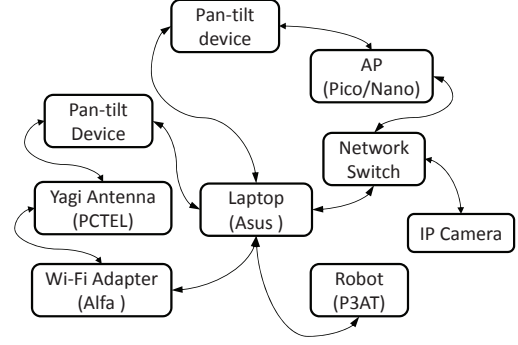 Pan-tilt
device
AP
(Pico/Nano)
Pan-tilt
Device
Network
Switch
Yagi Antenna
(PCTEL)
Laptop
(Asus )
IP Camera
Wi-Fi Adapter
(Alfa )
Robot
(P3AT)